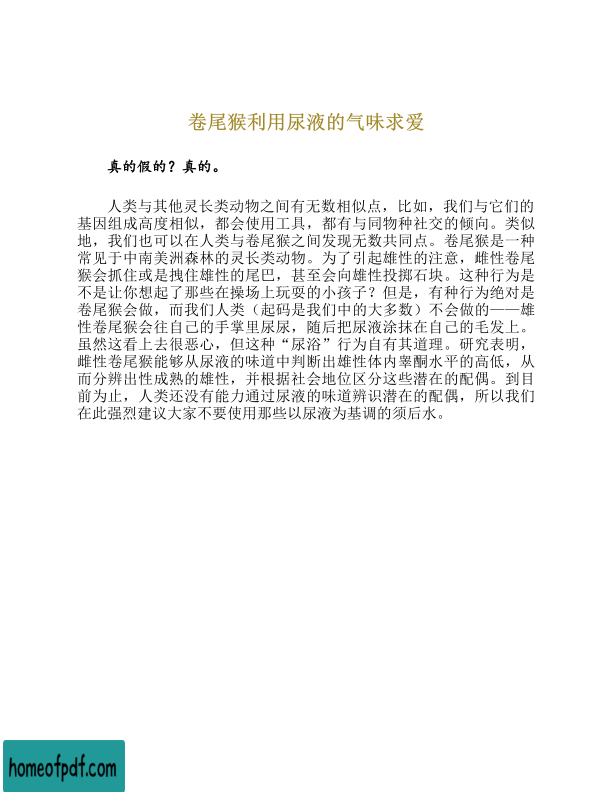 卷尾猴利用尿液的气味求爱
真的假的？真的。
人类与其他灵长类动物之间有无数相似点，比如，我们与它们的
基因组成高度相似，都会使用工具，都有与同物种社交的倾向。类似
地，我们也可以在人类与卷尾猴之间发现无数共同点。卷尾猴是一种
常见于中南美洲森林的灵长类动物。为了引起雄性的注意，雌性卷尾
猴会抓住或是拽住雄性的尾巴，甚至会向雄性投掷石块。这种行为是
不是让你想起了那些在操场上玩耍的小孩子？但是，有种行为绝对是
卷尾猴会做，而我们人类（起码是我们中的大多数）不会做的——雄
性卷尾猴会往自己的手掌里尿尿，随后把尿液涂抹在自己的毛发上。
虽然这看上去很恶心，但这种“尿浴”行为自有其道理。研究表明，
雌性卷尾猴能够从尿液的味道中判断出雄性体内睾酮水平的高低，从
而分辨出性成熟的雄性，并根据社会地位区分这些潜在的配偶。到目
前为止，人类还没有能力通过尿液的味道辨识潜在的配偶，所以我们
在此强烈建议大家不要使用那些以尿液为基调的须后水。
homeofpdf.com